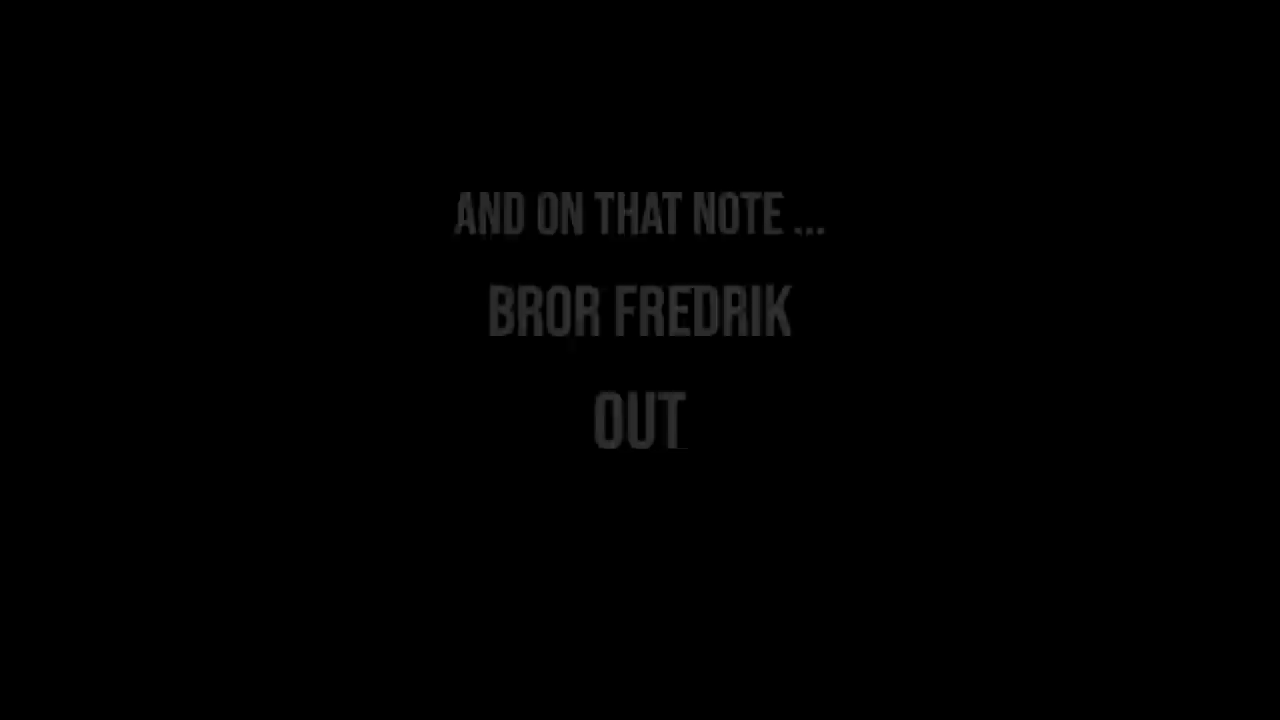 AND ON THAT NOTE ...
BROR FREDRIK
OUT